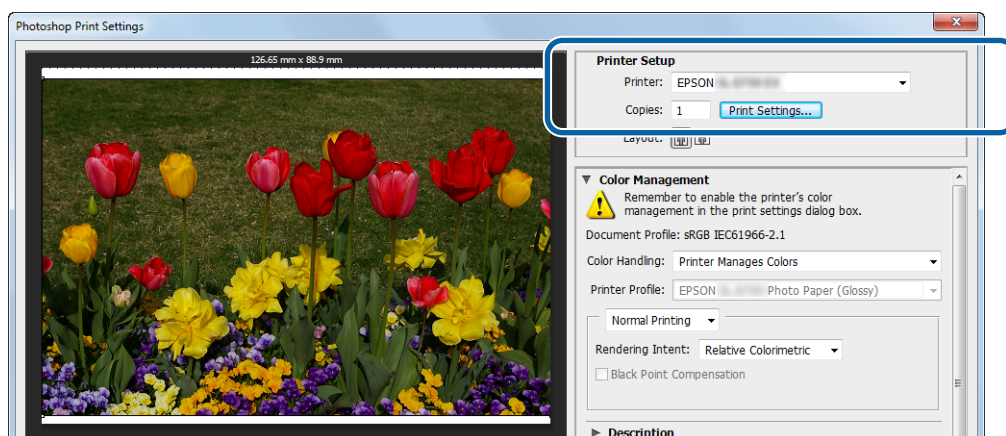 Photoshop Print Settings
126.65 mm x 88.9 mm
Printer Setup
Printer: EPSON
Copies: 1 Print Settings...
Layout:
Color Management
Remember to enable the printer's color
management in the print settings dialog box.
Document Profile: sRGB IEC61966-2.1
Color Handling: Printer Manages Colors
Printer Profile: EPSON Photo Paper (Glossy)
Normal Printing
Rendering Intent: Relative Colorimetric
Black Point Compensation
Description